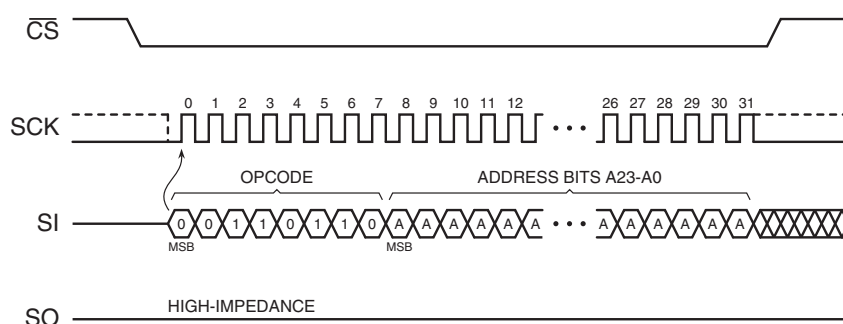 CS
0 1 2 3 4 5 6 7 8 9 10 11 12 26 27 28 29 30 31
SCK
OPCODE ADDRESS BITS A23-A0
SI 0 0 1 1 0 1 1 0 A A A A A A A A A A A A
MSB MSB
HIGH-IMPEDANCE
SO